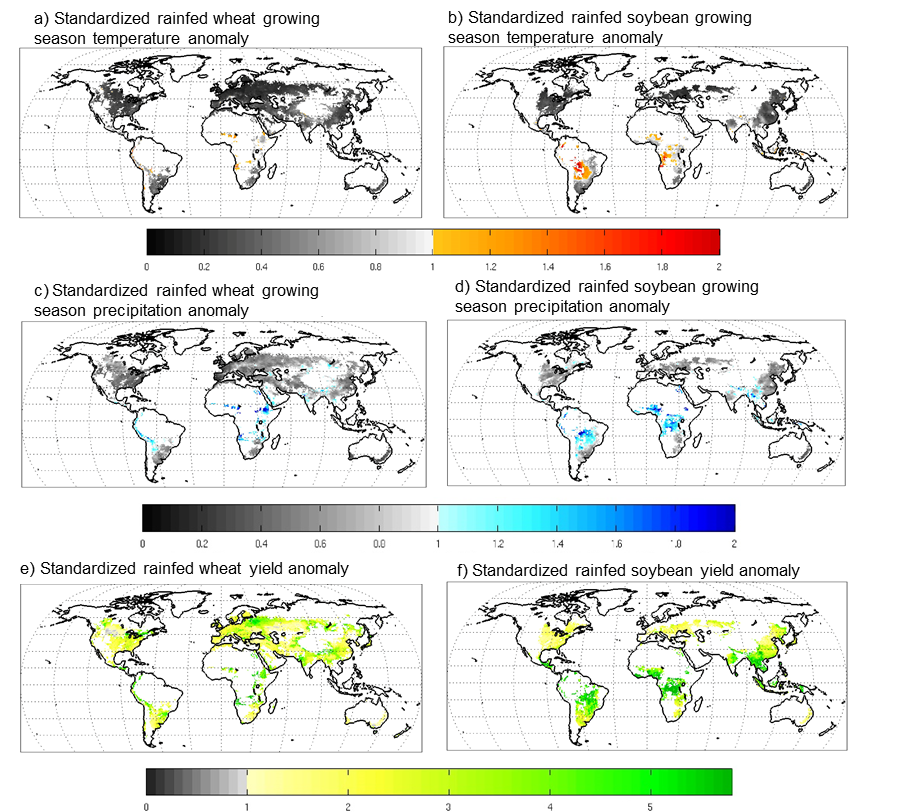 a) Standardized rainfed wheat growing
season temperature anomaly
b) Standardized rainfed soybean growing
season temperature anomaly
0 0.2 0.4 0.6 0.8 1 1.2 1.4 1.6 1.8 2
c) Standardized rainfed wheat growing
season precipitation anomaly
d) Standardized rainfed soybean growing
season precipitation anomaly
0 0.2 0.4 0.6 0.0 1 1.2 1.4 1.6 1.0 2
e) Standardized rainfed wheat yield anomaly
f) Standardized rainfed soybean yield anomaly
0 1 2 3 4 5